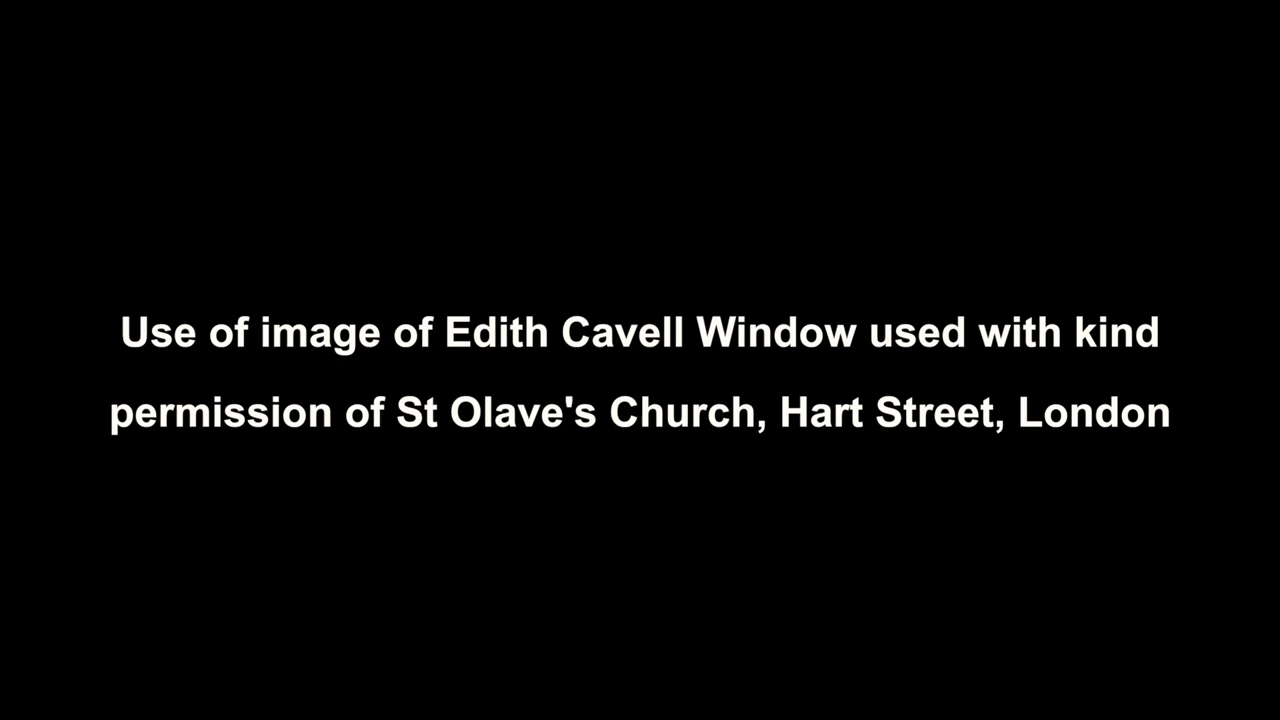 Use of image of Edith Cavell Window used with kind
permission of St Olave's Church, Hart Street, London